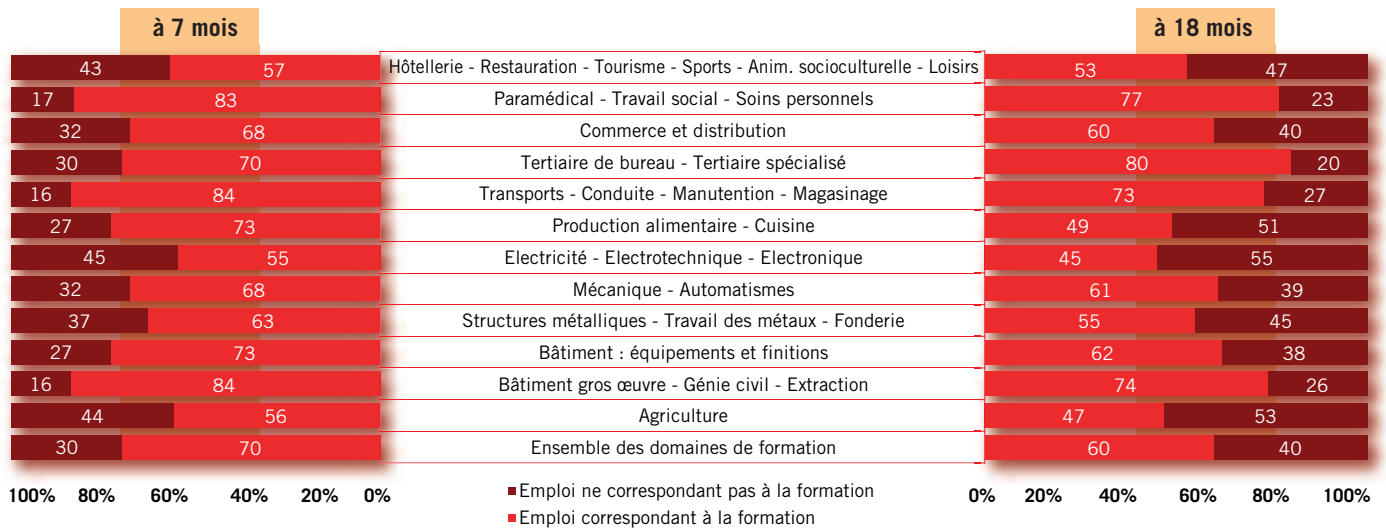 à 7 mois à 18 mois
43 57 Hôtellerie - Restauration - Tourisme - Sports - Anim. socioculturelle - Loisirs 53 47
17 83 Paramédical - Travail social - Soins personnels 77 23
32 68 Commerce et distribution 60 40
30 70 Tertiaire de bureau - Tertiaire spécialisé 80 20
16 84 Transports - Conduite - Manutention - Magasinage 73 27
27 73 Production alimentaire - Cuisine 49 51
45 55 Electricité - Electrotechnique - Electronique 45 55
32 68 Mécanique - Automatismes 61 39
37 63 Structures métalliques - Travail des métaux - Fonderie 55 45
27 73 Bâtiment : équipements et finitions 62 38
16 84 Bâtiment gros œuvre - Génie civil - Extraction 74 26
44 56 Agriculture 47 53
30 70 Ensemble des domaines de formation 60 40
100% 80% 60% 40% 20% 0% 0% 20% 40% 60% 80% 100%
Emploi ne correspondant pas à la formation
Emploi correspondant à la formation